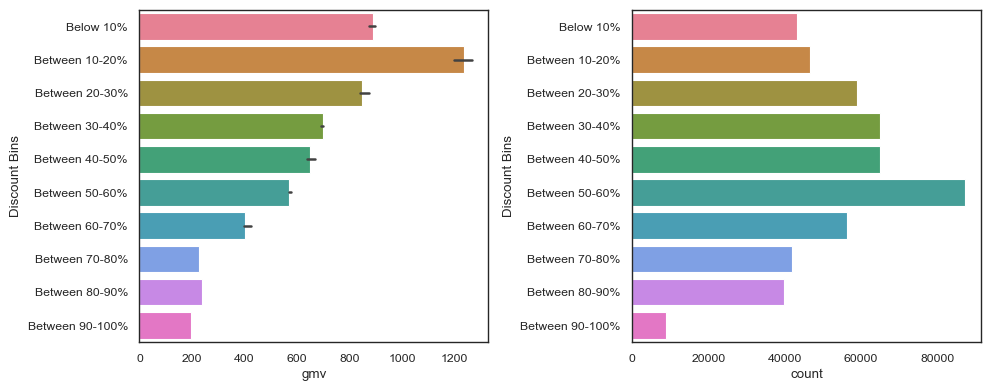 Discount Bins
Below 10%
Between 10-20%
Between 20-30%
Between 30-40%
Between 40-50%
Between 50-60%
Between 60-70%
Between 70-80%
Between 80-90%
Between 90-100%
0 200 400 600 800 1000 1200
gmv
Discount Bins
Below 10%
Between 10-20%
Between 20-30%
Between 30-40%
Between 40-50%
Between 50-60%
Between 60-70%
Between 70-80%
Between 80-90%
Between 90-100%
0 20000 40000 60000 80000
count